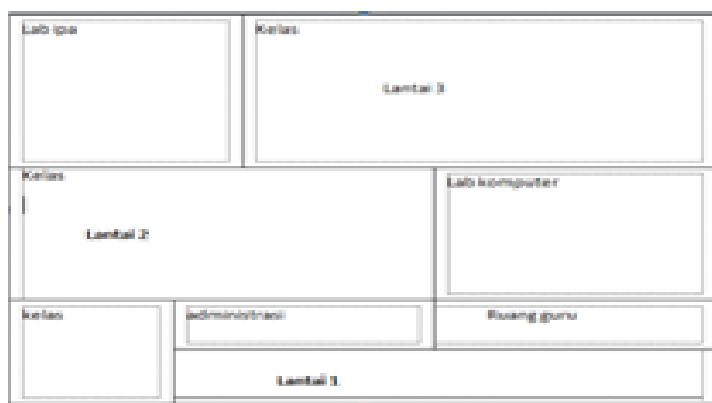 Lab ipa
Kelas
Lantai 3
Kelas
Lab komputer
Lantai 2
kelas
administrasi
Ruang guru
Lantai 1